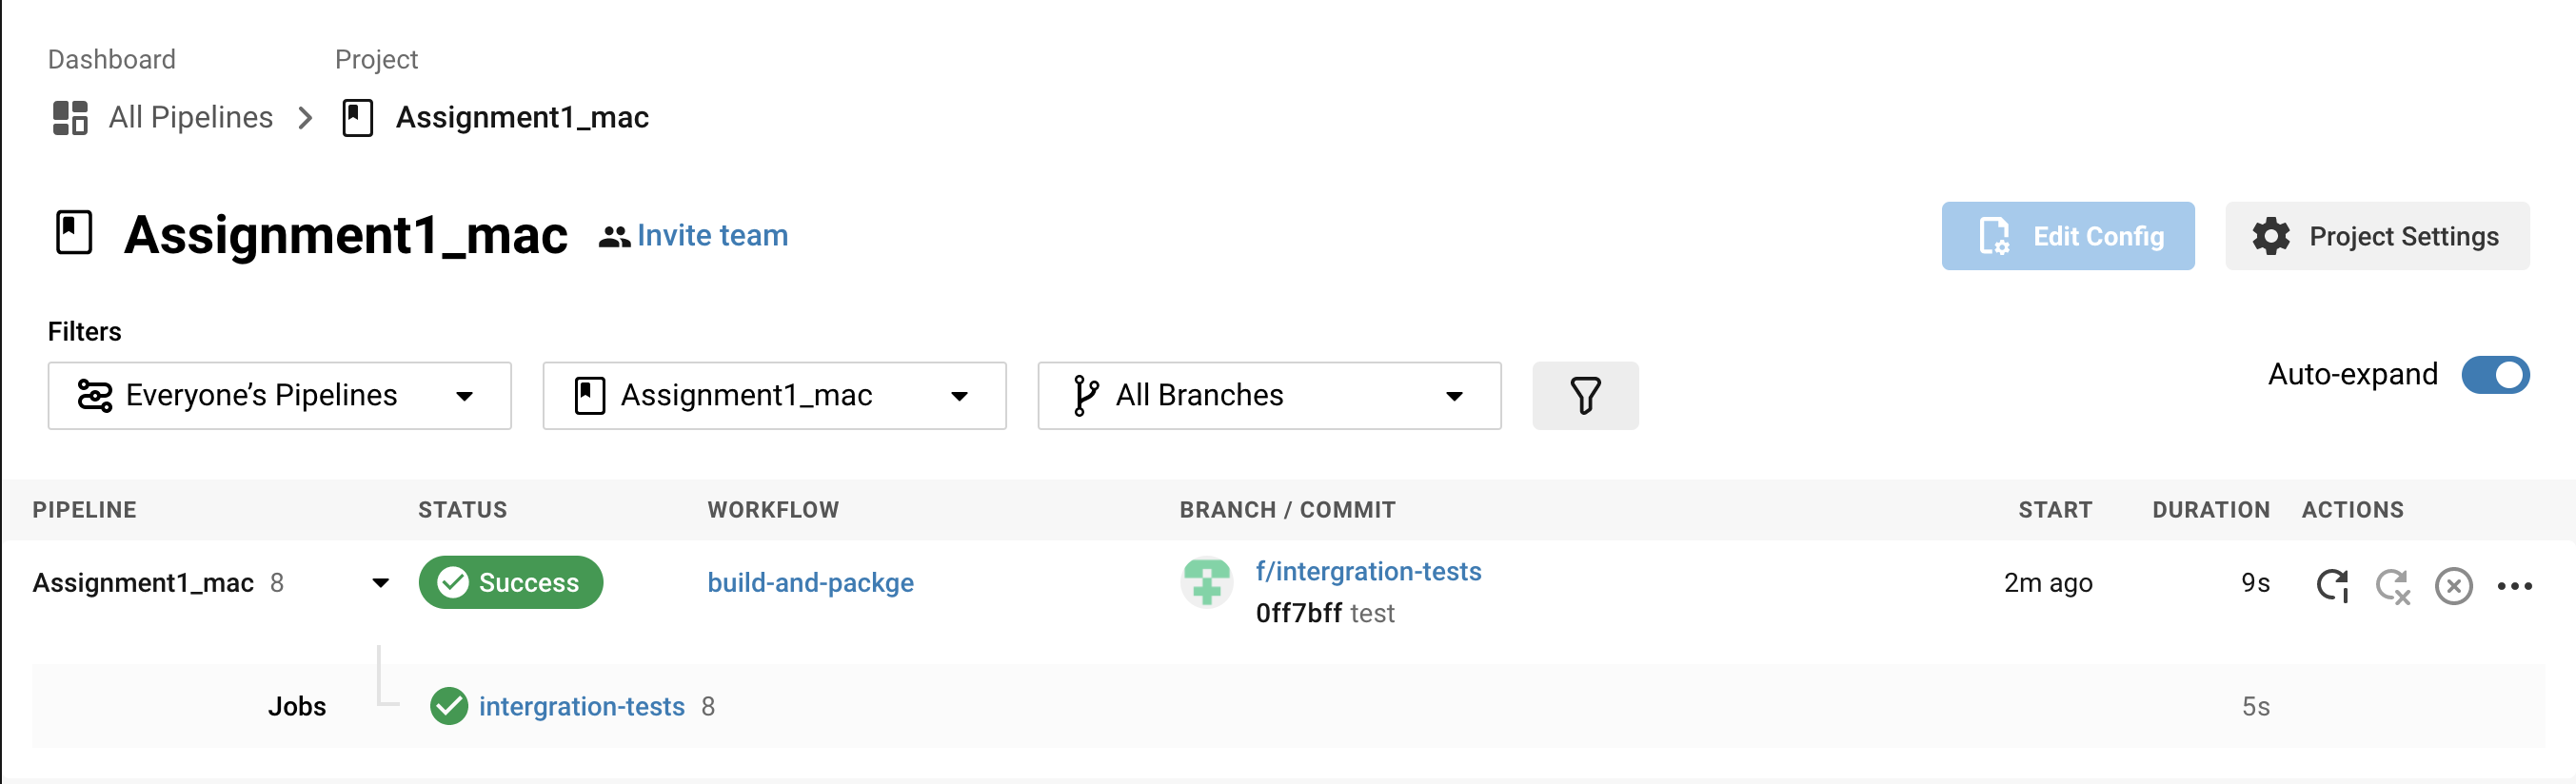 Dashboard Project
All Pipelines Assignment1_mac
Assignment1_mac Invite team Edit Config Project Settings
Filters
Everyone’s Pipelines Assignment1_mac All Branches Auto-expand
PIPELINE STATUS WORKFLOW BRANCH / COMMIT START DURATION ACTIONS
Assignment1_mac 8 Success build-and-packge f/intergration-tests 2m ago 9s
0ff7bff test
Jobs intergration-tests 8 5s